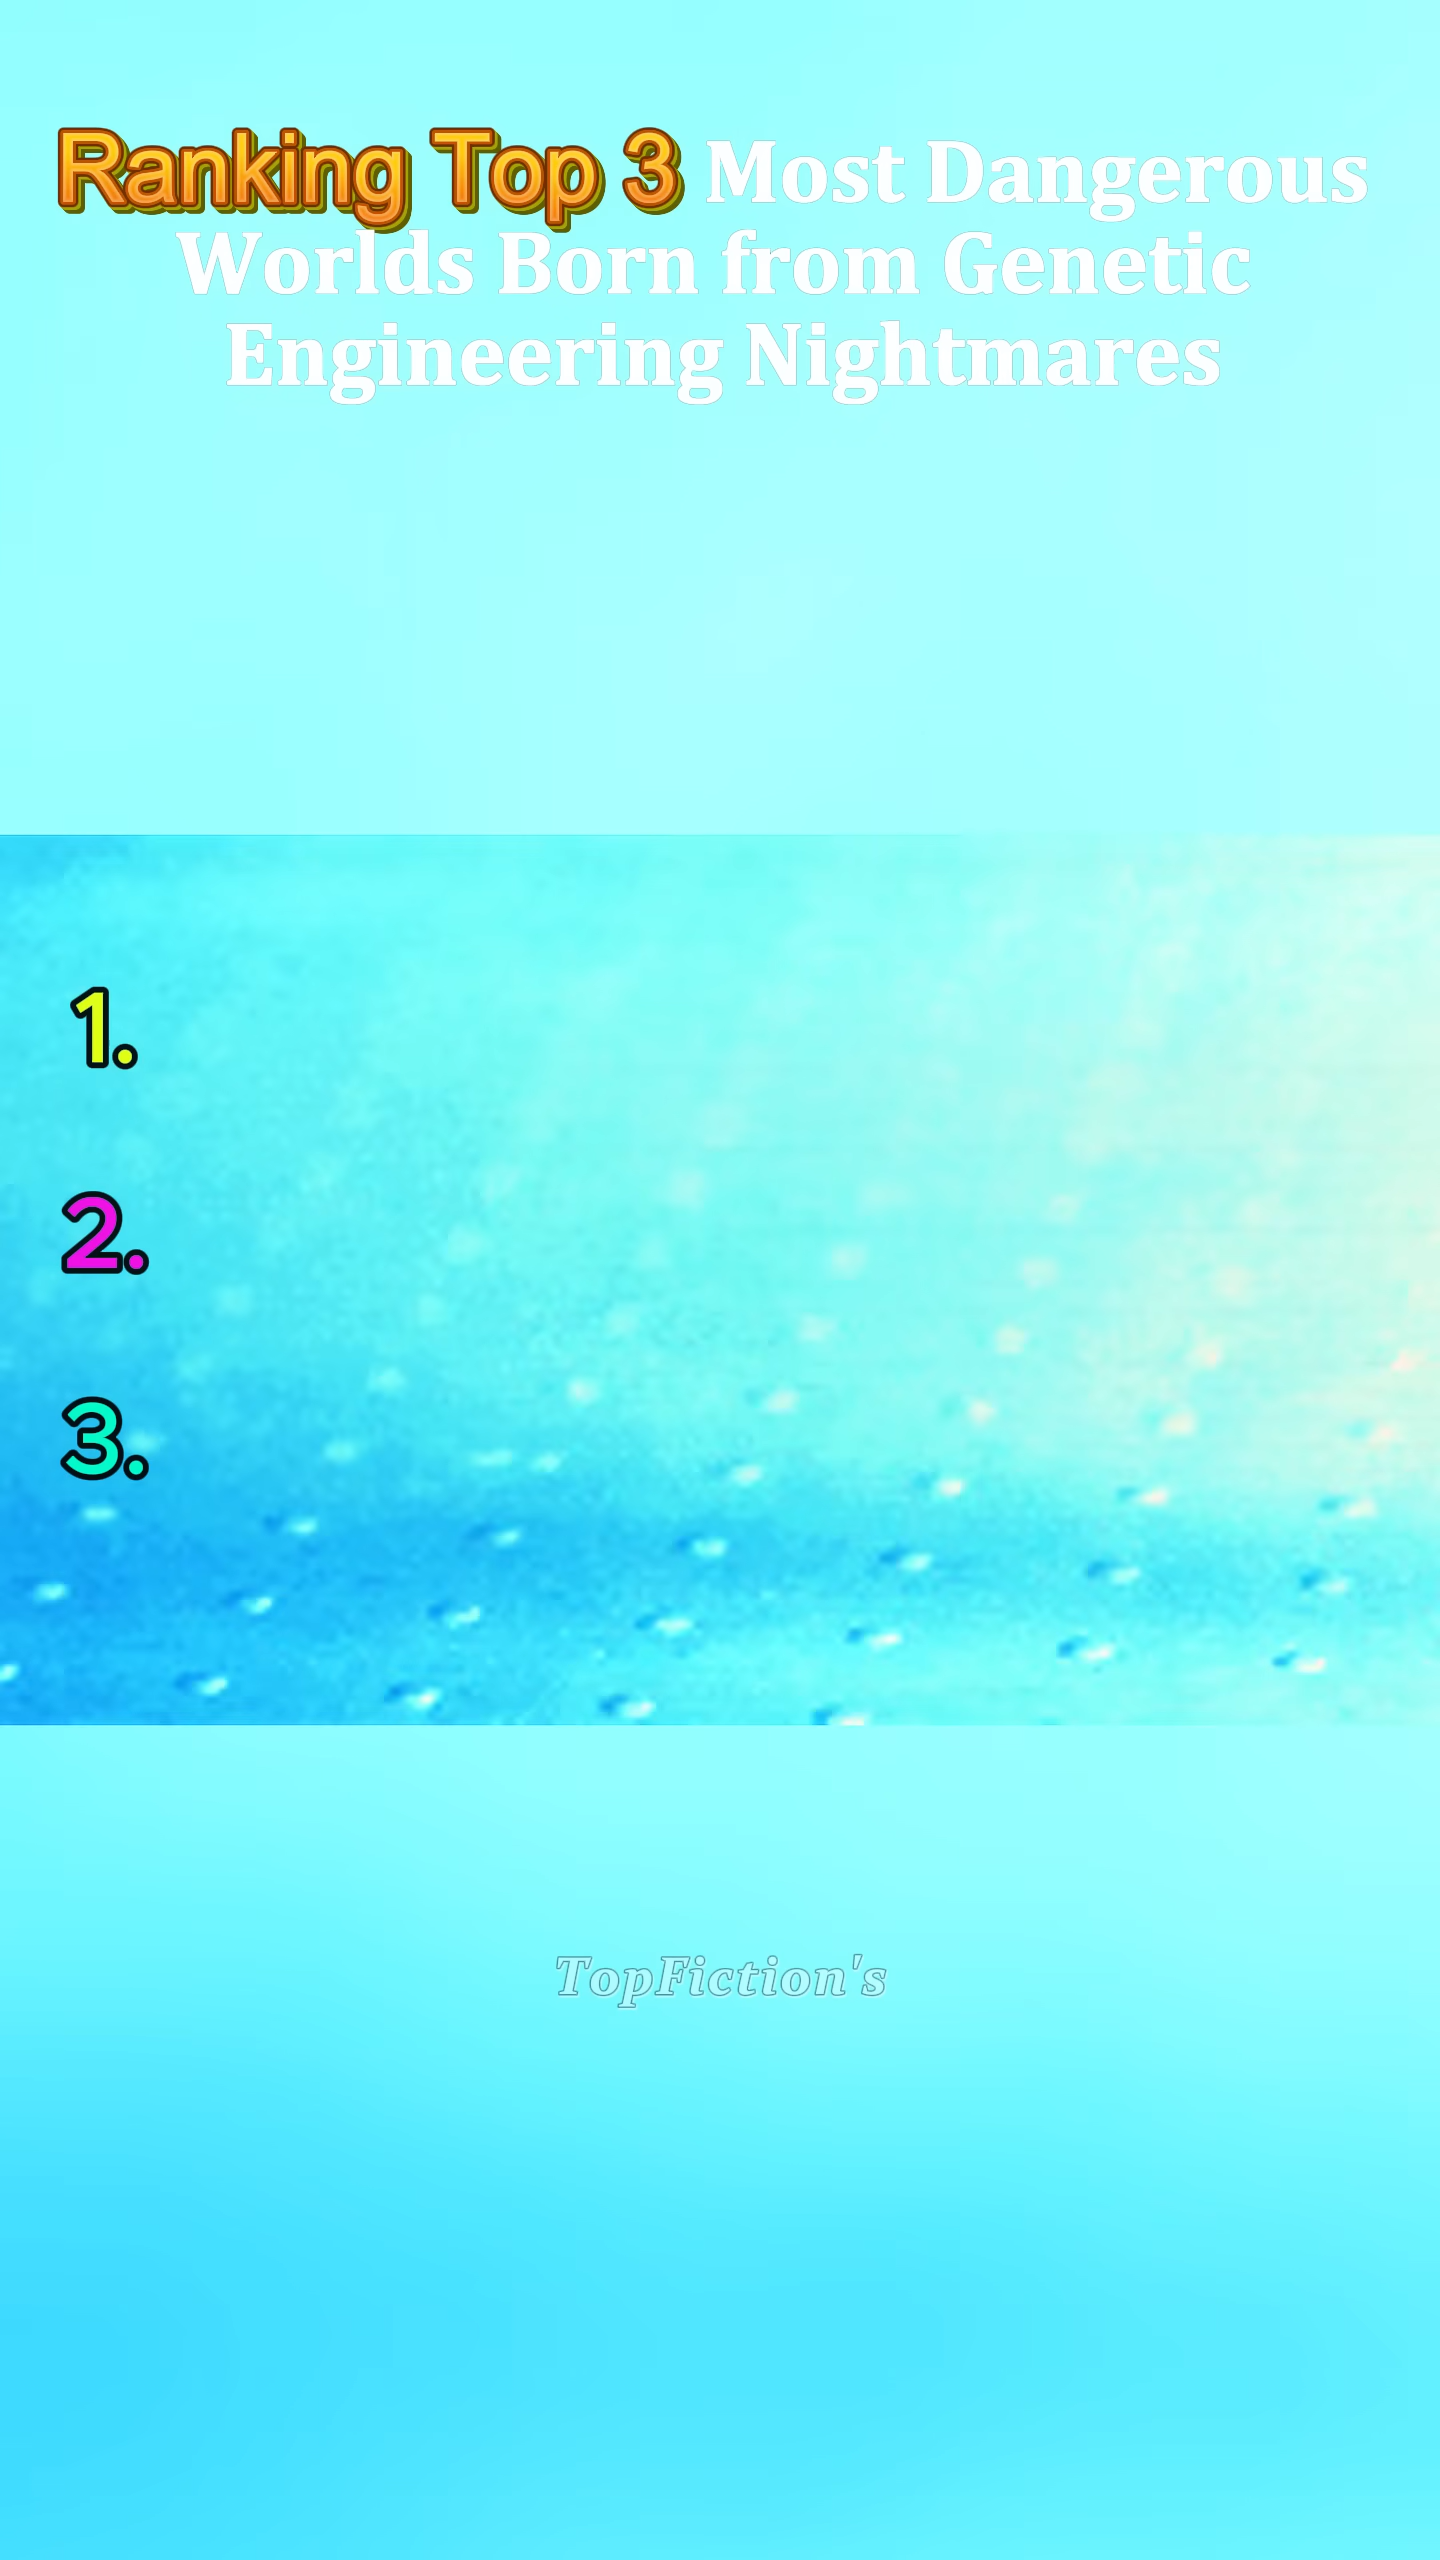 Ranking Top 3 Most Dangerous
Worlds Born from Genetic
Engineering Nightmares
1.
2.
3.
TopFiction's